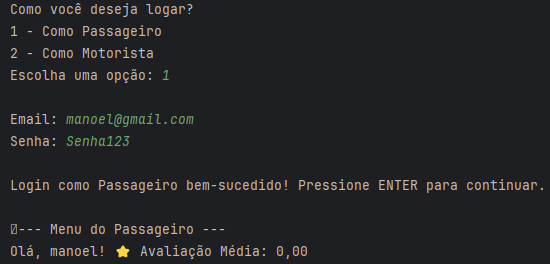 Como você deseja logar?
1 - Como Passageiro
2 - Como Motorista
Escolha uma opção: 1
Email: manoel@gmail.com
Senha: Senha123
Login como Passageiro bem-sucedido! Pressione ENTER para continuar.
--- Menu do Passageiro ---
Olá, manoel! ⭐ Avaliação Média: 0,00